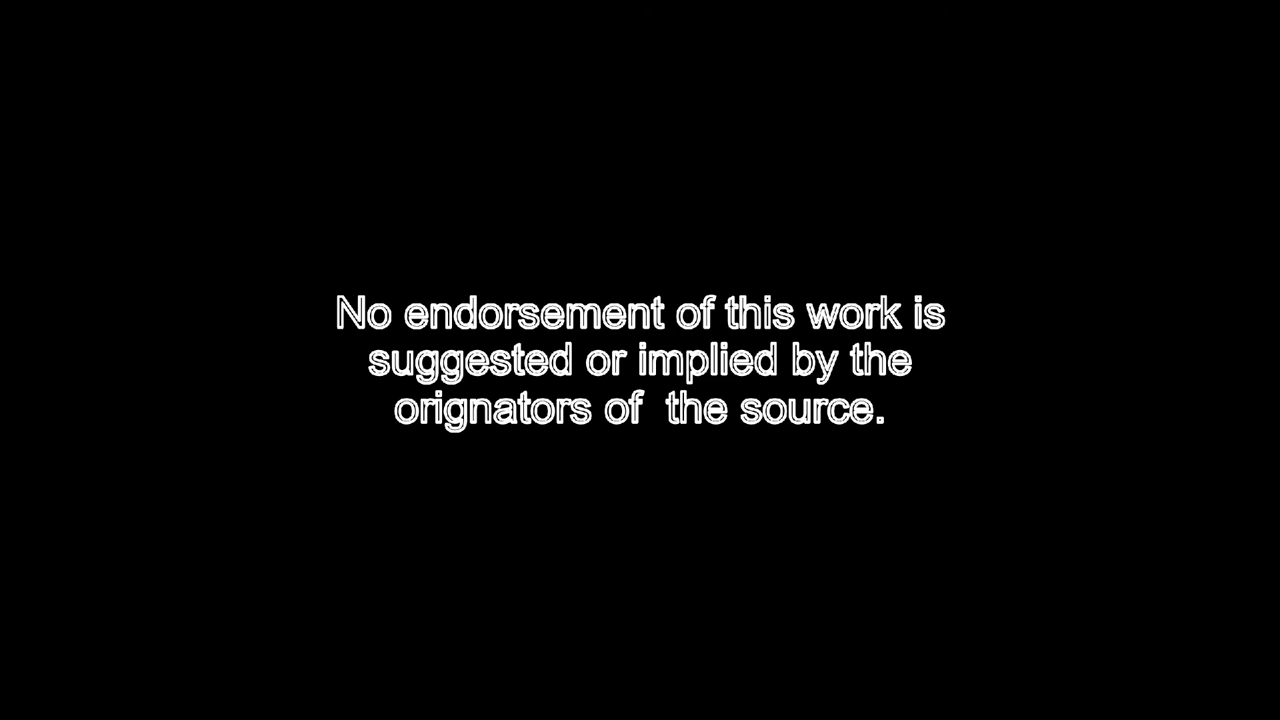 No endorsement of this work is
suggested or implied by the
orignators of  the source.